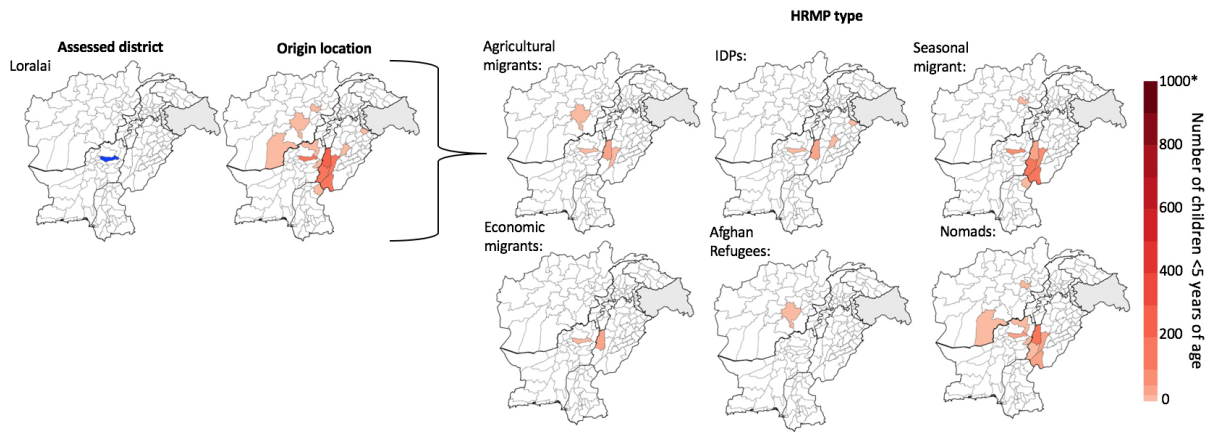 HRMP type
Assessed district
Origin location
Loralai
Agricultural
migrants:
IDPs:
Seasonal
migrant:
Economic
migrants:
Afghan
Refugees:
Nomads:
1000*
800
600
400
200
0
Number of children <5 years of age